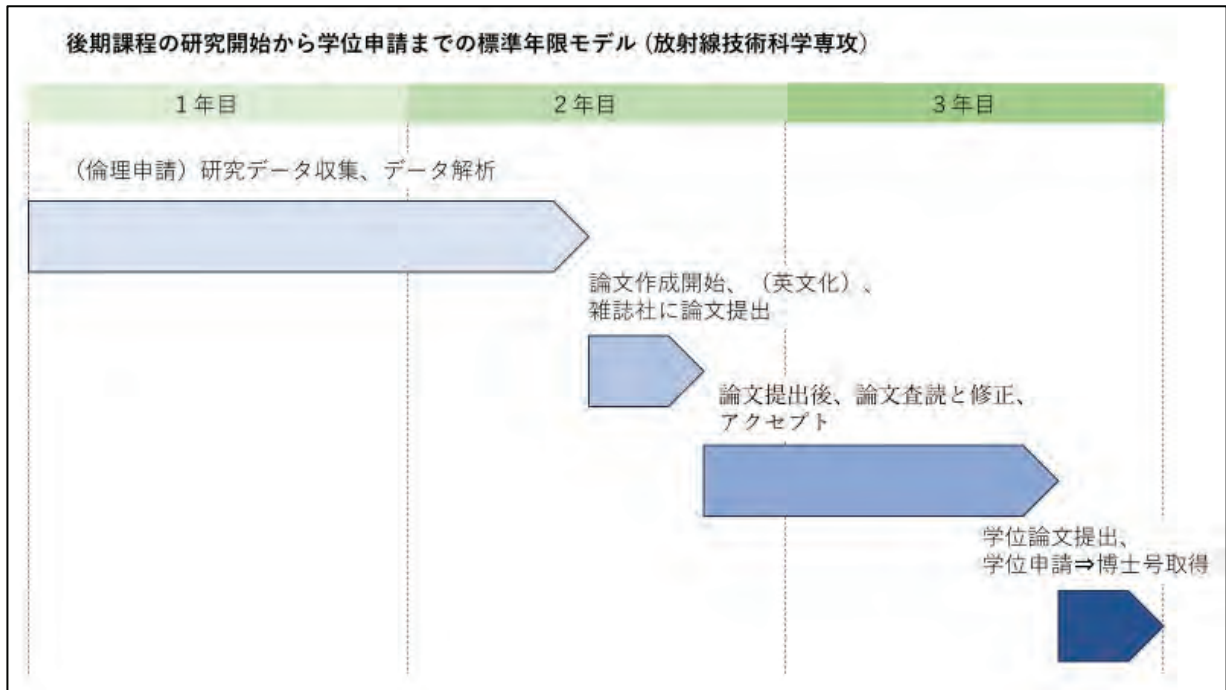 後期課程の研究開始から学位申請までの標準年限モデル (放射線技術科学専攻)
1年目 2年目 3年目
（倫理申請）研究データ収集、データ解析
論文作成開始、（英文化）、
雑誌社に論文提出
論文提出後、論文査読と修正、
アクセプト
学位論文提出、
学位申請⇒博士号取得